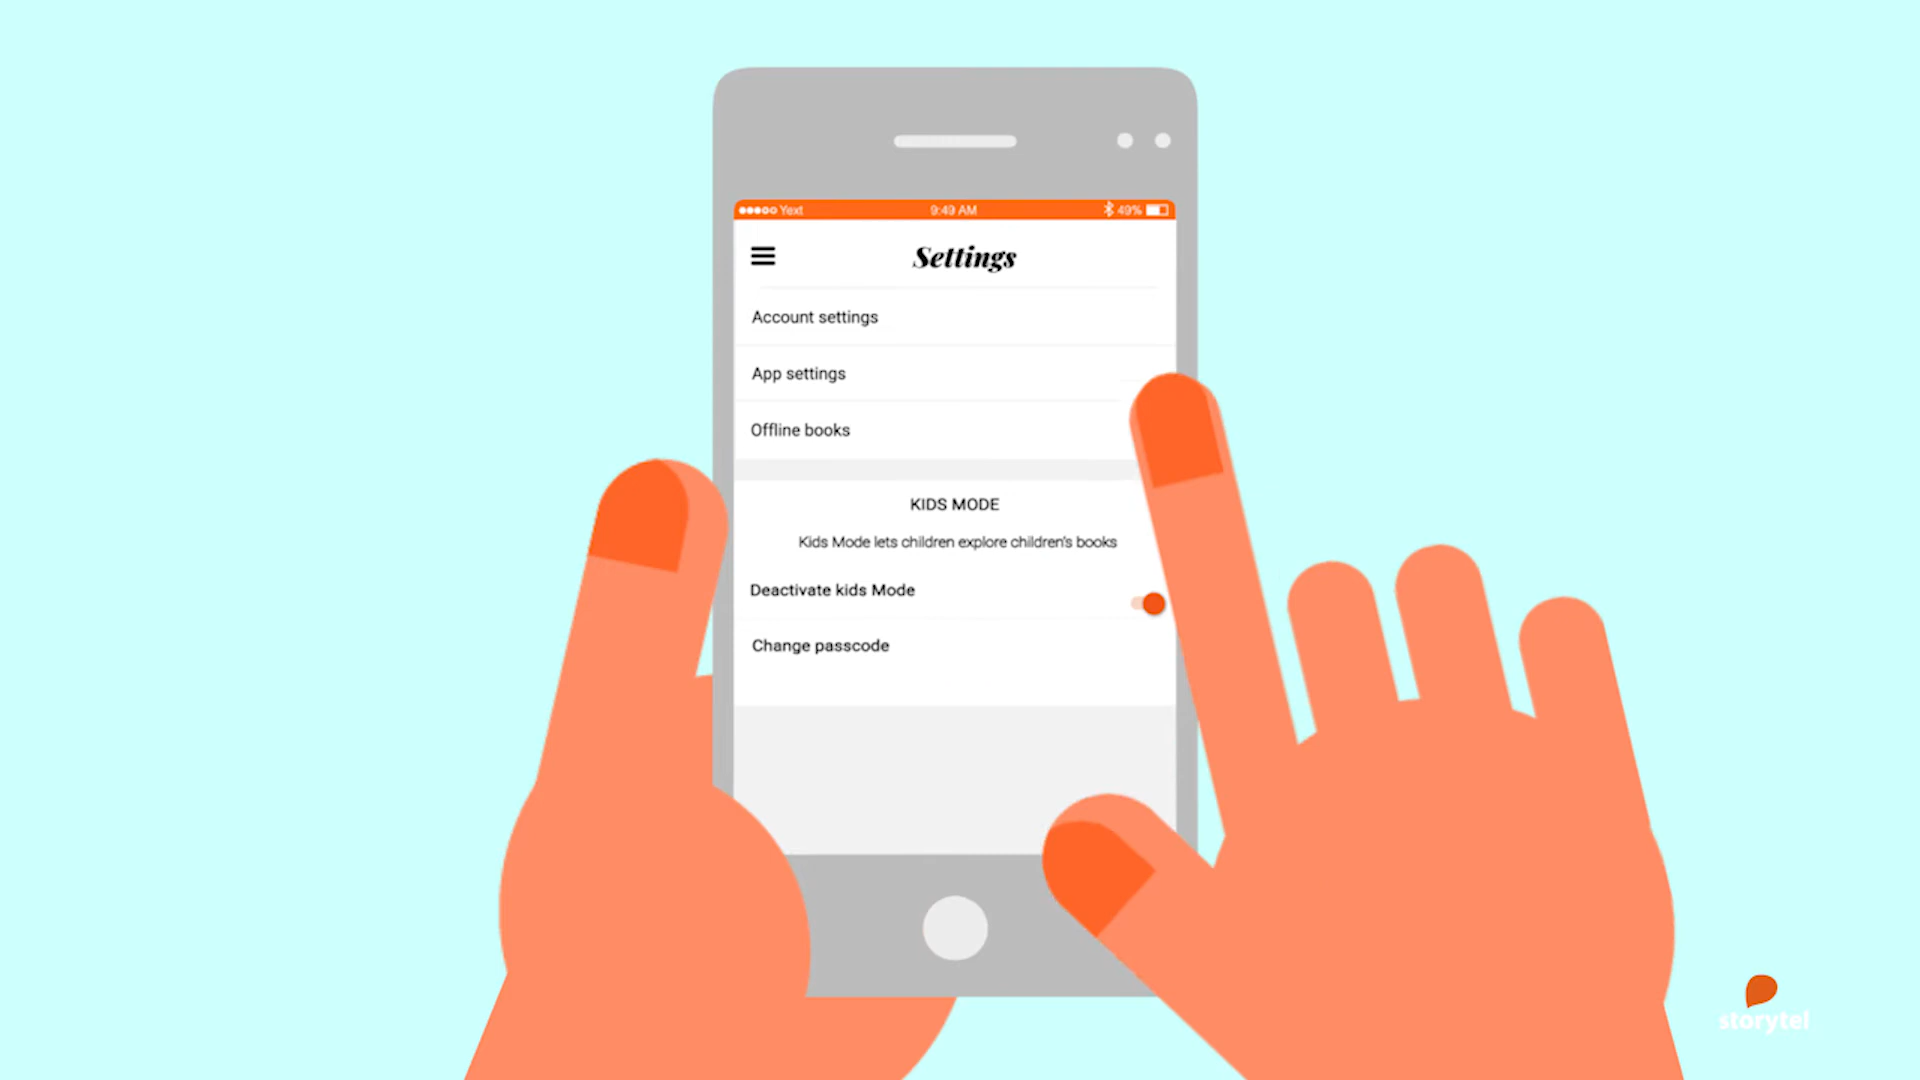 Yext 9:49 AM 49%
Settings
Account settings
App settings
Offline books
KIDS MODE
Kids Mode lets children explore children's books
Deactivate kids Mode
Change passcode
storytel